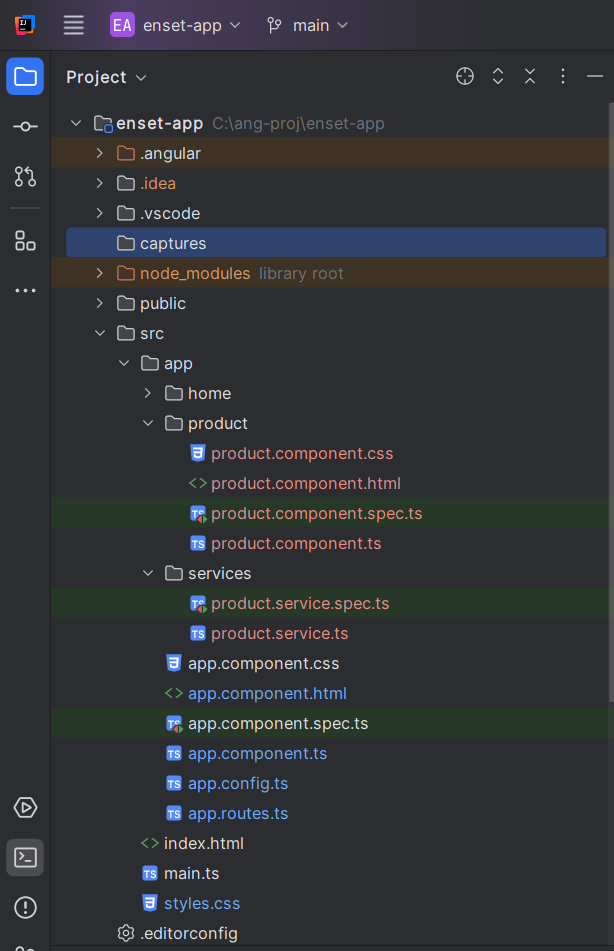 EA enset-app main
Project
enset-app C:\ang-proj\enset-app
.angular
.idea
.vscode
captures
node_modules library root
public
src
app
home
product
product.component.css
product.component.html
product.component.spec.ts
product.component.ts
services
product.service.spec.ts
product.service.ts
app.component.css
app.component.html
app.component.spec.ts
app.component.ts
app.config.ts
app.routes.ts
index.html
main.ts
styles.css
.editorconfig